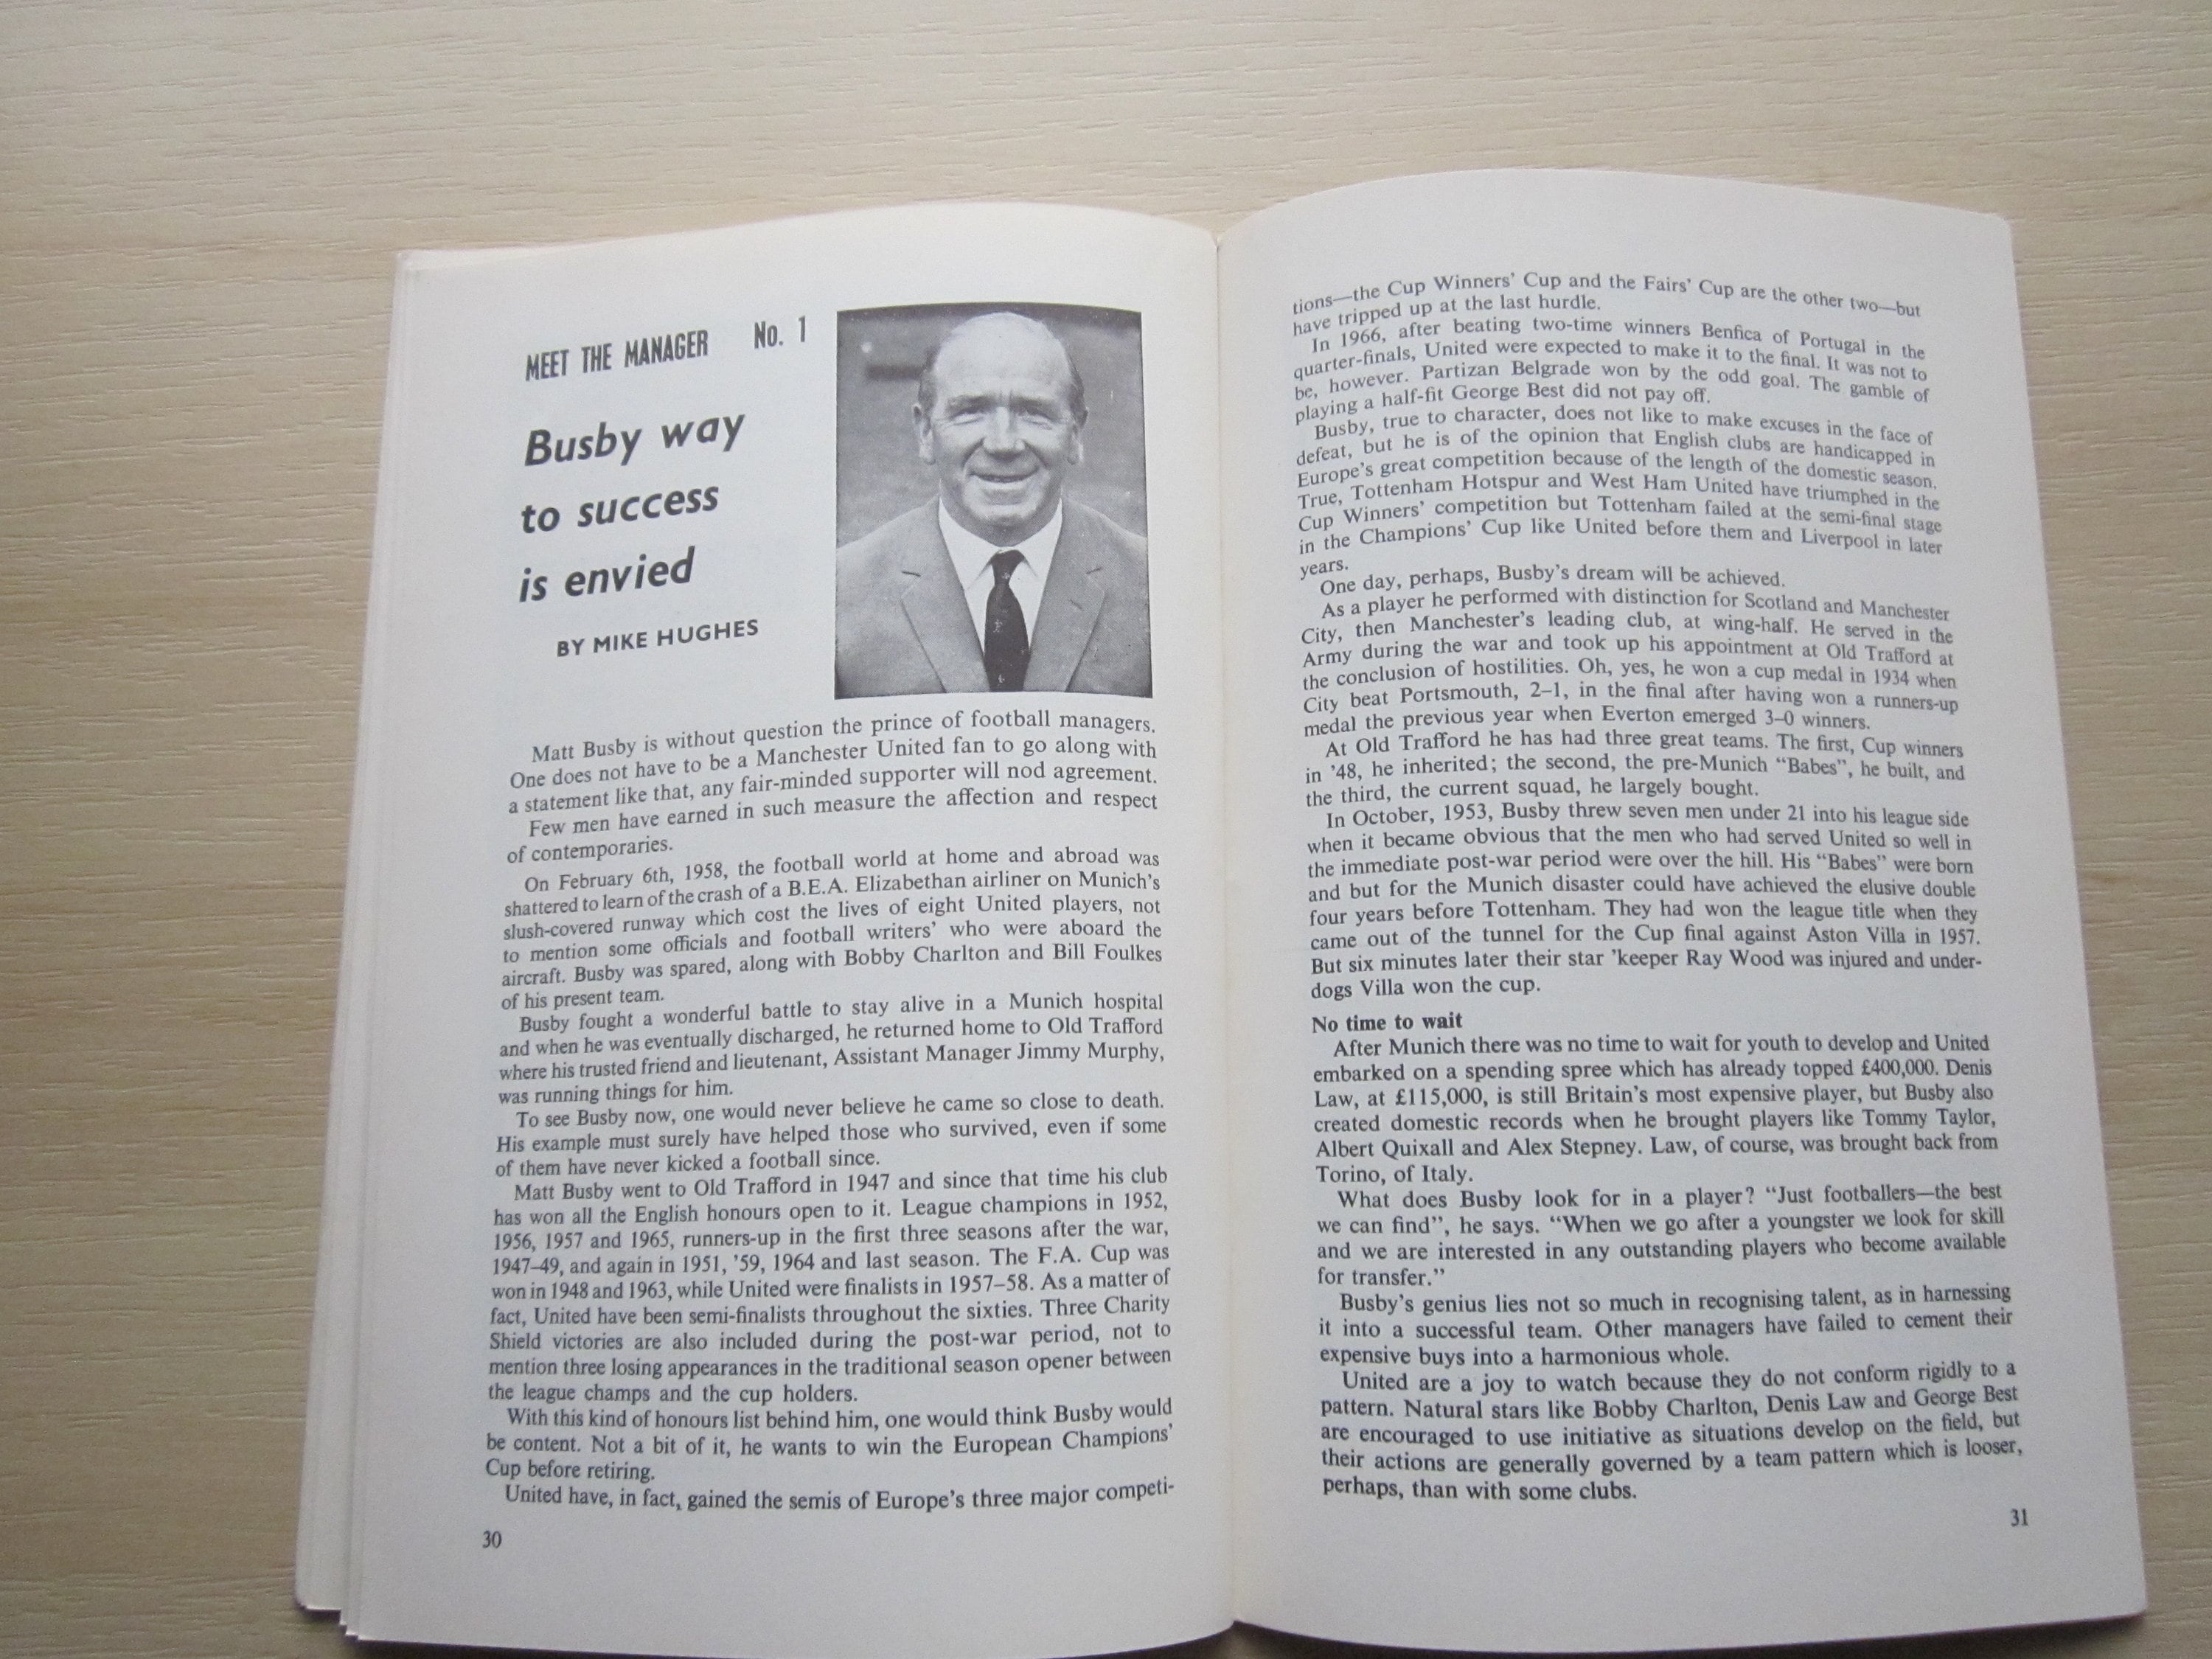 MEET THE MANAGER No. 1
Busby way
to success
is envied
BY MIKE HUGHES
Matt Busby is without question the prince of football managers.
One does not have to be a Manchester United fan to go along with
a statement like that, any fair-minded supporter will nod agreement.
Few men have earned in such measure the affection and respect
of contemporaries.
On February 6th, 1958, the football world at home and abroad was
shattered to learn of the crash of a B.E.A. Elizabethan airliner on Munich's
slush-covered runway which cost the lives of eight United players, not
to mention some officials and football writers' who were aboard the
aircraft. Busby was spared, along with Bobby Charlton and Bill Foulkes
of his present team.
Busby fought a wonderful battle to stay alive in a Munich hospital
and when he was eventually discharged, he returned home to Old Trafford
where his trusted friend and lieutenant, Assistant Manager Jimmy Murphy,
was running things for him.
To see Busby now, one would never believe he came so close to death.
His example must surely have helped those who survived, even if some
of them have never kicked a football since.
Matt Busby went to Old Trafford in 1947 and since that time his club
has won all the English honours open to it. League champions in 1952,
1956, 1957 and 1965, runners-up in the first three seasons after the war,
1947–49, and again in 1951, '59, 1964 and last season. The F.A. Cup was
won in 1948 and 1963, while United were finalists in 1957–58. As a matter of
fact, United have been semi-finalists throughout the sixties. Three Charity
Shield victories are also included during the post-war period, not to
mention three losing appearances in the traditional season opener between
the league champs and the cup holders.
With this kind of honours list behind him, one would think Busby would
be content. Not a bit of it, he wants to win the European Champions'
Cup before retiring.
United have, in fact, gained the semis of Europe's three major competi-
30
tions—the Cup Winners' Cup and the Fairs' Cup are the other two—but
have tripped up at the last hurdle.
In 1966, after beating two-time winners Benfica of Portugal in the
quarter-finals, United were expected to make it to the final. It was not to
be, however. Partizan Belgrade won by the odd goal. The gamble of
playing a half-fit George Best did not pay off.
Busby, true to character, does not like to make excuses in the face of
defeat, but he is of the opinion that English clubs are handicapped in
Europe's great competition because of the length of the domestic season.
True, Tottenham Hotspur and West Ham United have triumphed in the
Cup Winners' competition but Tottenham failed at the semi-final stage
in the Champions' Cup like United before them and Liverpool in later
years.
One day, perhaps, Busby's dream will be achieved.
As a player he performed with distinction for Scotland and Manchester
City, then Manchester's leading club, at wing-half. He served in the
Army during the war and took up his appointment at Old Trafford at
the conclusion of hostilities. Oh, yes, he won a cup medal in 1934 when
City beat Portsmouth, 2–1, in the final after having won a runners-up
medal the previous year when Everton emerged 3–0 winners.
At Old Trafford he has had three great teams. The first, Cup winners
in '48, he inherited; the second, the pre-Munich "Babes", he built, and
the third, the current squad, he largely bought.
In October, 1953, Busby threw seven men under 21 into his league side
when it became obvious that the men who had served United so well in
the immediate post-war period were over the hill. His "Babes" were born
and but for the Munich disaster could have achieved the elusive double
four years before Tottenham. They had won the league title when they
came out of the tunnel for the Cup final against Aston Villa in 1957.
But six minutes later their star 'keeper Ray Wood was injured and under-
dogs Villa won the cup.
No time to wait
After Munich there was no time to wait for youth to develop and United
embarked on a spending spree which has already topped £400,000. Denis
Law, at £115,000, is still Britain's most expensive player, but Busby also
created domestic records when he brought players like Tommy Taylor,
Albert Quixall and Alex Stepney. Law, of course, was brought back from
Torino, of Italy.
What does Busby look for in a player? "Just footballers—the best
we can find", he says. "When we go after a youngster we look for skill
and we are interested in any outstanding players who become available
for transfer."
Busby's genius lies not so much in recognising talent, as in harnessing
it into a successful team. Other managers have failed to cement their
expensive buys into a harmonious whole.
United are a joy to watch because they do not conform rigidly to a
pattern. Natural stars like Bobby Charlton, Denis Law and George Best
are encouraged to use initiative as situations develop on the field, but
their actions are generally governed by a team pattern which is looser,
perhaps, than with some clubs.
31